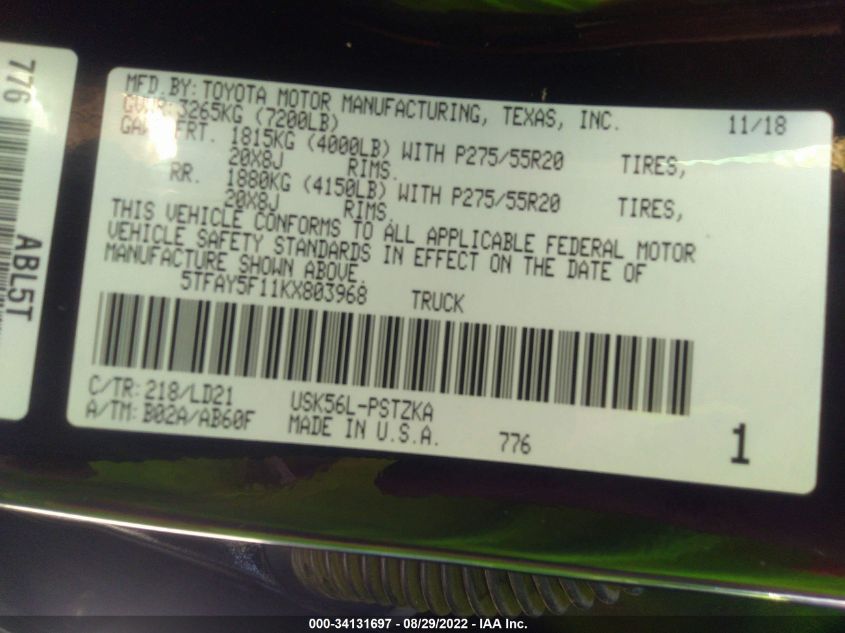 776
ABL5T
MFD.BY:TOYOTA MOTOR MANUFACTURING, TEXAS, INC. 11/18
GVWR 3265KG (7200LB)
GAWR FRT. 1815KG (4000LB) WITH P275/55R20 TIRES,
20X8J RIMS.
RR. 1880KG (4150LB) WITH P275/55R20 TIRES,
20X8J RIMS.
THIS VEHICLE CONFORMS TO ALL APPLICABLE FEDERAL MOTOR
VEHICLE SAFETY STANDARDS IN EFFECT ON THE DATE OF
MANUFACTURE SHOWN ABOVE.
5TFAY5F11KX803968 TRUCK
C/TR:218/LD21 USK56L-PSTZKA
A/TM:B02A/AB60F MADE IN U.S.A. 776 1
000-34131697 - 08/29/2022 - IAA Inc.